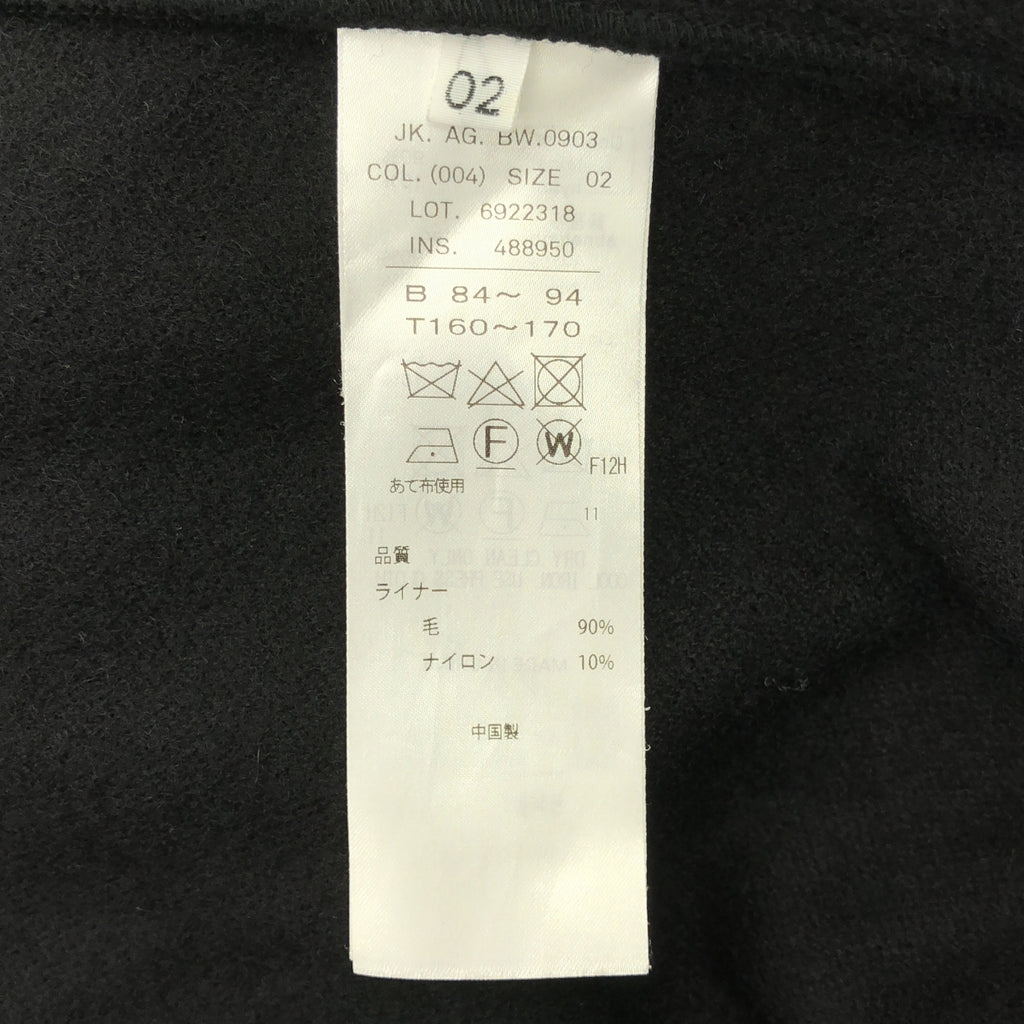 02
JK. AG. BW.0903
COL. (004) SIZE 02
LOT. 6922318
INS. 488950
B 84～ 94
T160～170
F W F12H
あて布使用
11
品質
ライナー
毛 90%
ナイロン 10%
中国製